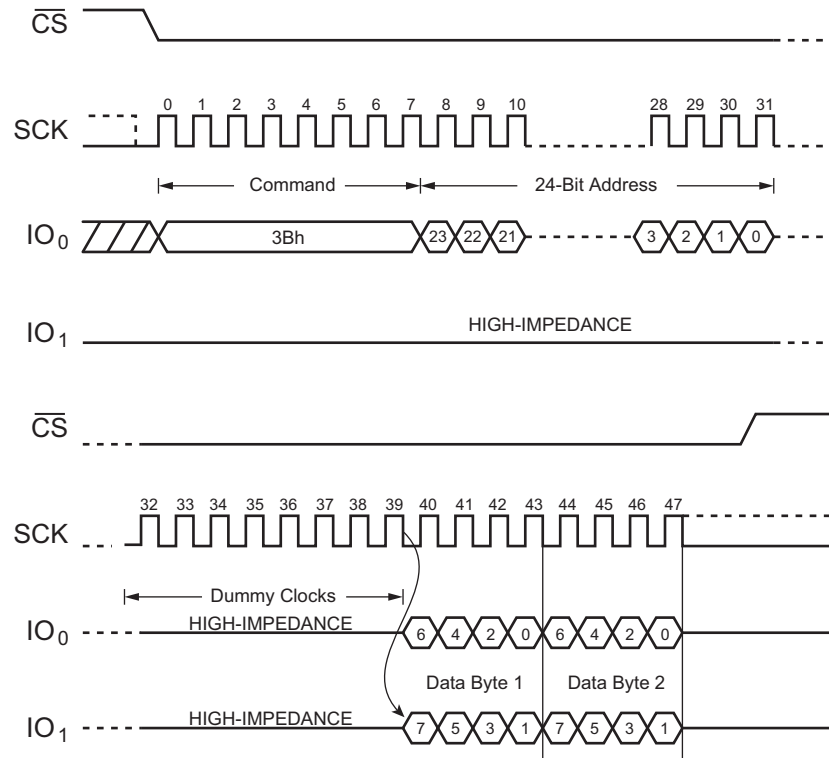 CS
0 1 2 3 4 5 6 7 8 9 10 28 29 30 31
SCK
Command 24-Bit Address
IO0 3Bh 23 22 21 3 2 1 0
HIGH-IMPEDANCE
IO1
CS
32 33 34 35 36 37 38 39 40 41 42 43 44 45 46 47
SCK
Dummy Clocks
HIGH-IMPEDANCE
IO0 6 4 2 0 6 4 2 0
Data Byte 1 Data Byte 2
HIGH-IMPEDANCE
IO1 7 5 3 1 7 5 3 1